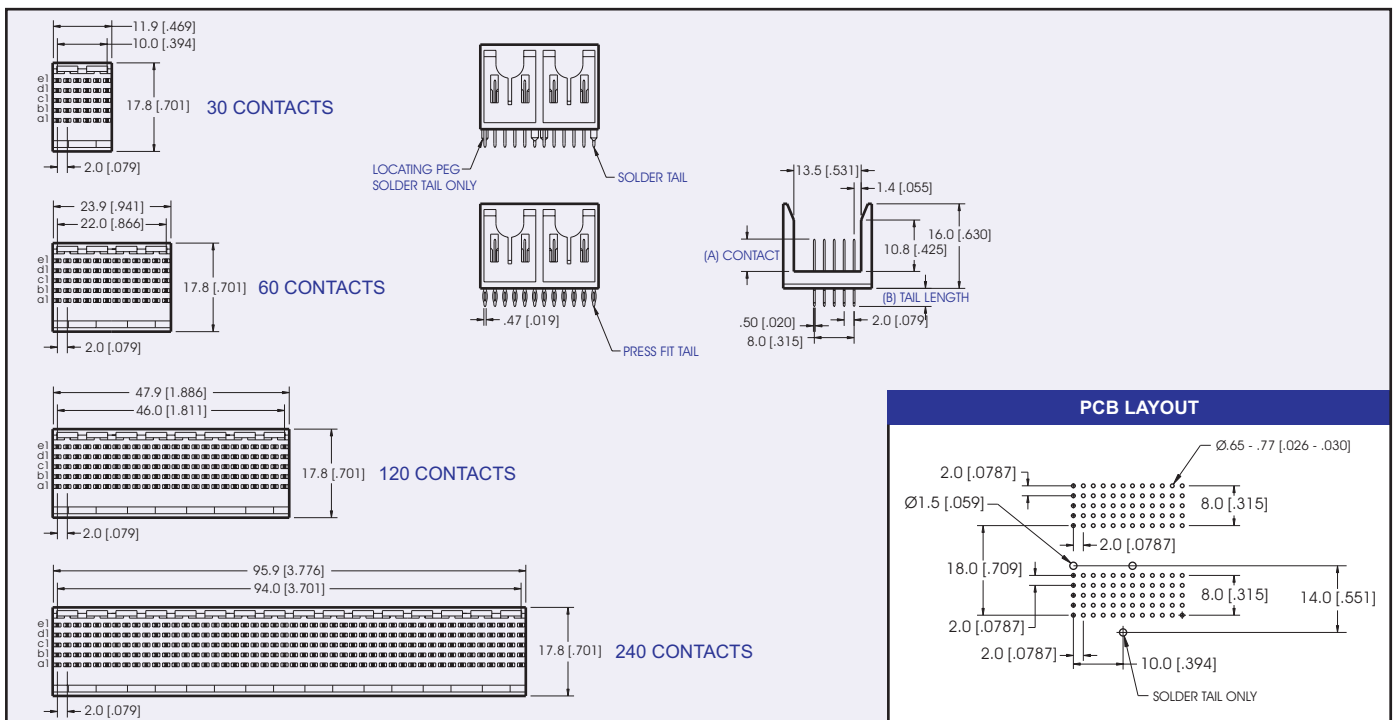 11.9 [.469]
10.0 [.394]
e1
d1
c1
b1
a1
17.8 [.701]
30 CONTACTS
2.0 [.079]
LOCATING PEG
SOLDER TAIL ONLY
SOLDER TAIL
23.9 [.941]
22.0 [.866]
e1
d1
c1
b1
a1
17.8 [.701]
60 CONTACTS
2.0 [.079]
.47 [.019]
PRESS FIT TAIL
13.5 [.531]
1.4 [.055]
16.0 [.630]
10.8 [.425]
(A) CONTACT
(B) TAIL LENGTH
.50 [.020]
2.0 [.079]
8.0 [.315]
47.9 [1.886]
46.0 [1.811]
e1
d1
c1
b1
a1
17.8 [.701]
120 CONTACTS
2.0 [.079]
95.9 [3.776]
94.0 [3.701]
e1
d1
c1
b1
a1
17.8 [.701]
240 CONTACTS
2.0 [.079]
PCB LAYOUT
Ø.65 - .77 [.026 - .030]
2.0 [.0787]
8.0 [.315]
Ø1.5 [.059]
2.0 [.0787]
18.0 [.709]
8.0 [.315]
14.0 [.551]
2.0 [.0787]
2.0 [.0787]
10.0 [.394]
SOLDER TAIL ONLY